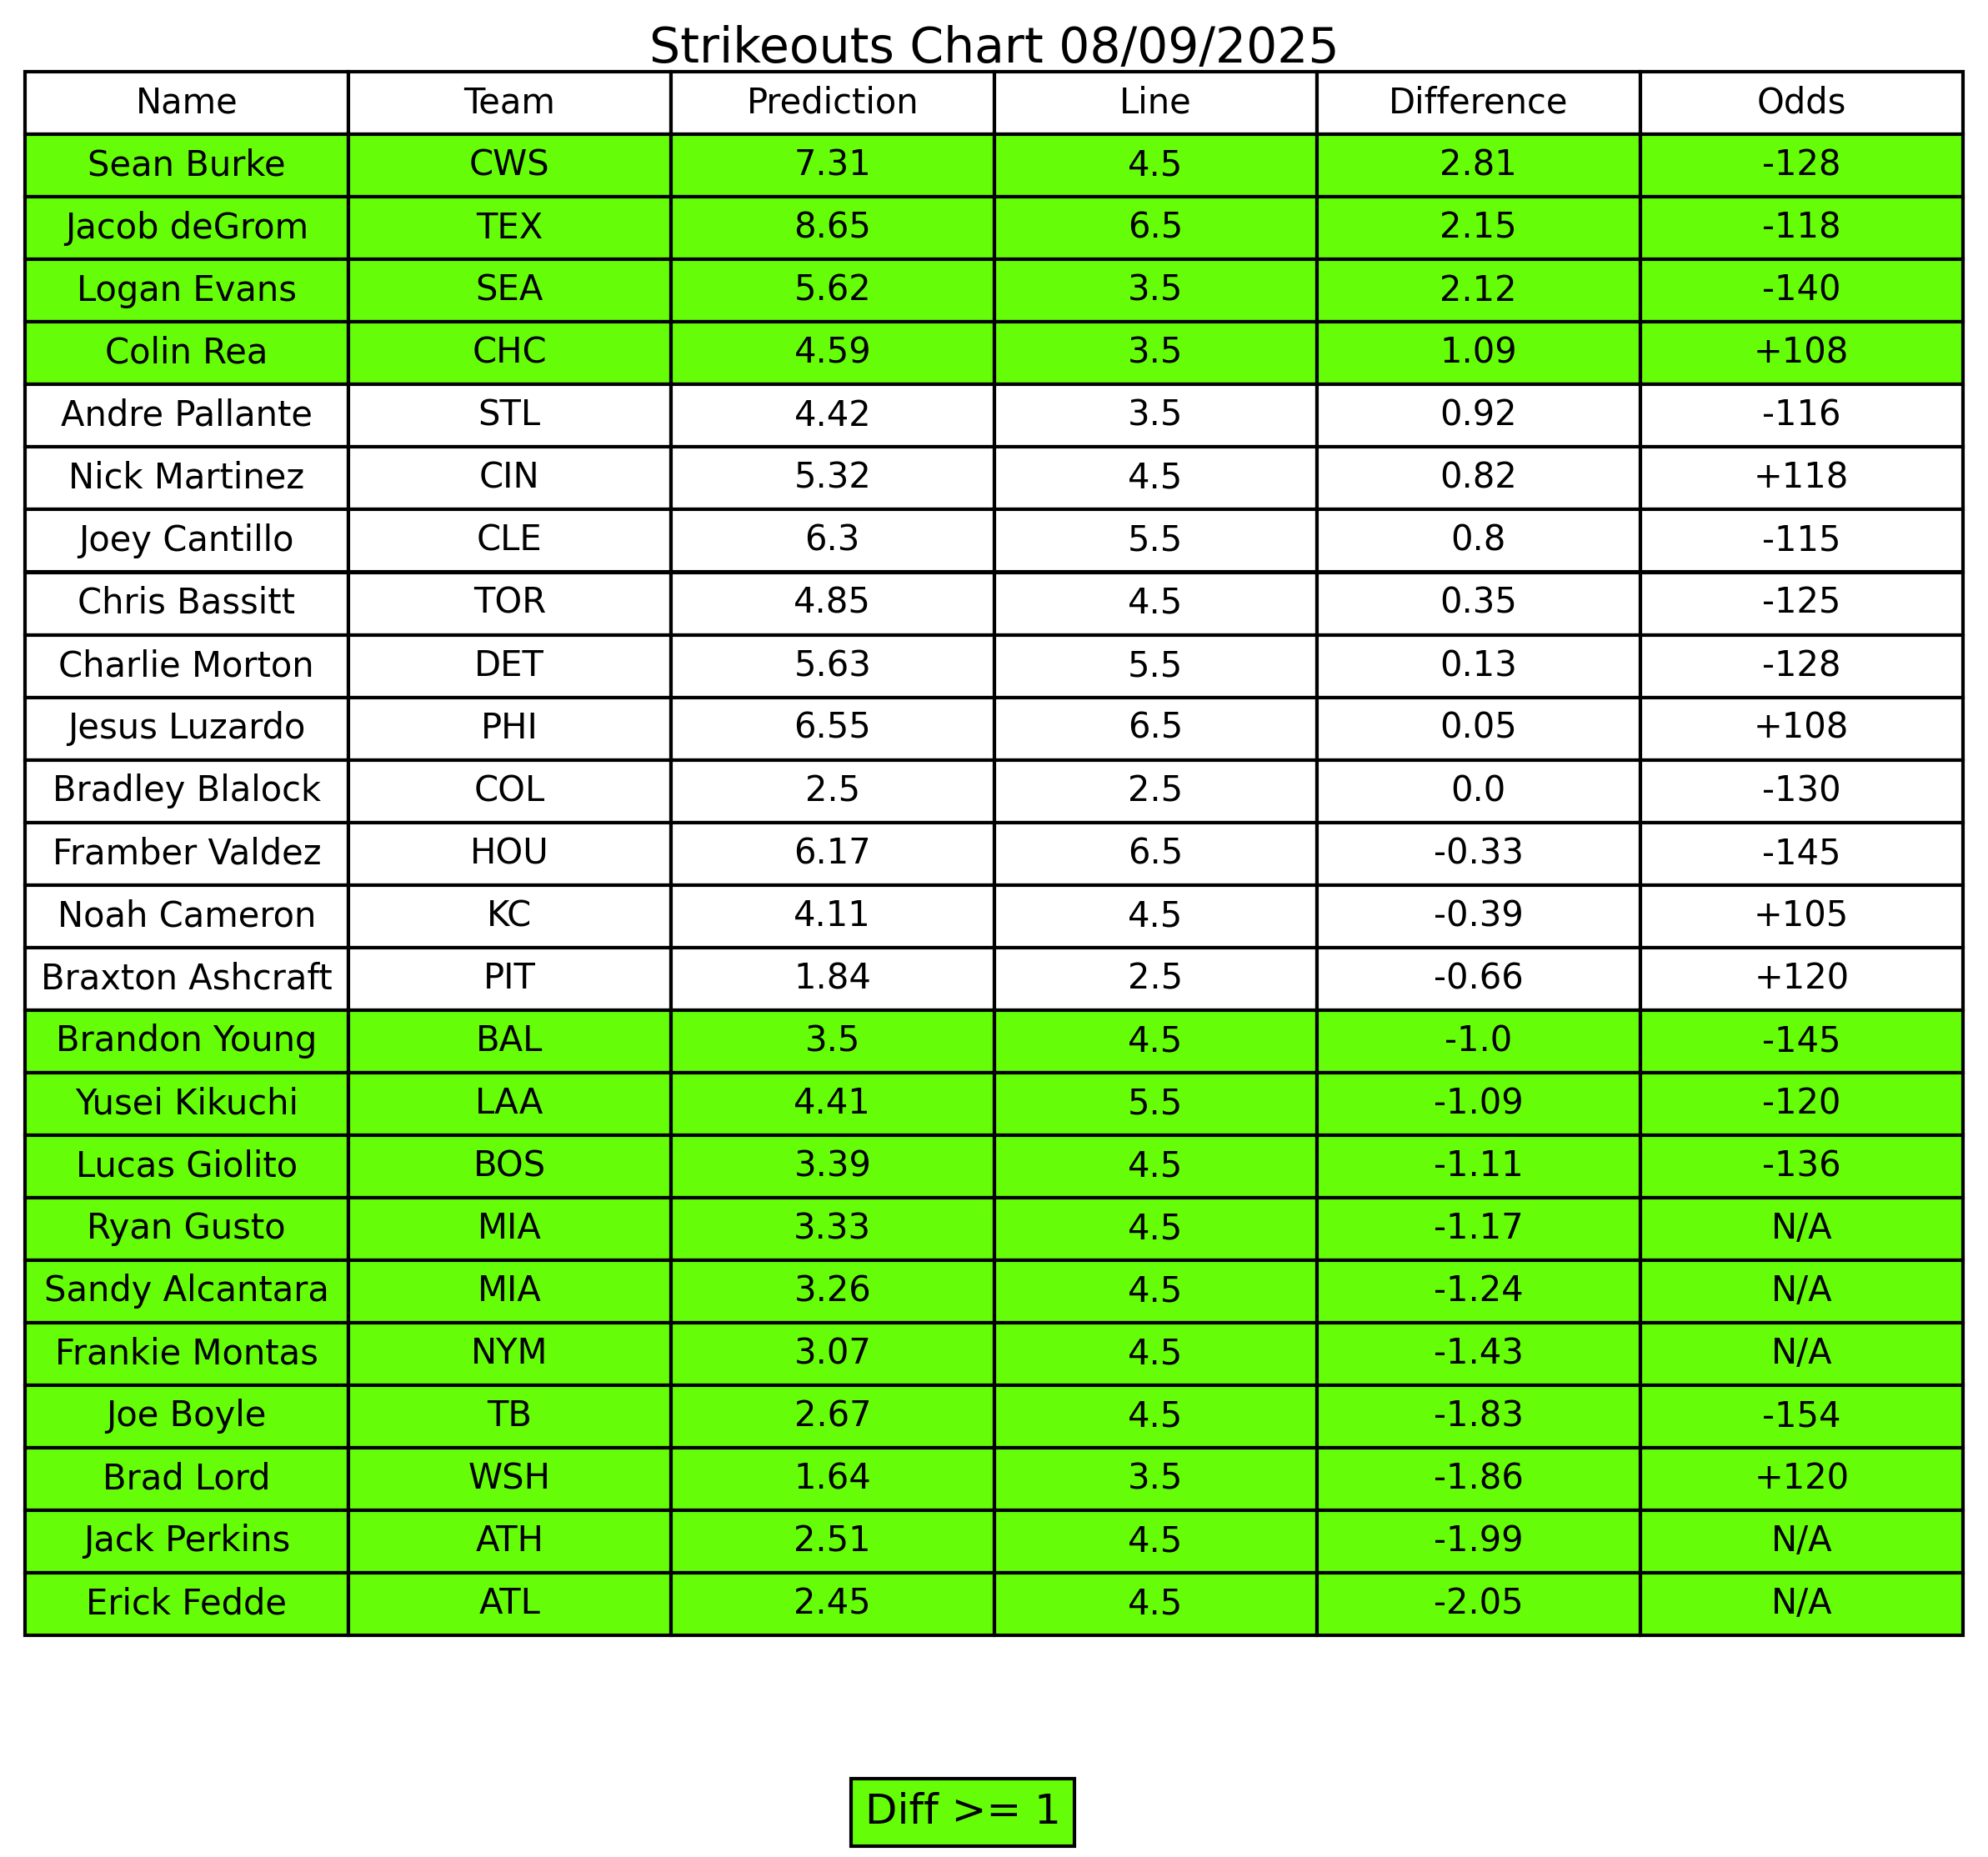 Strikeouts Chart 08/09/2025
Name Team Prediction Line Difference Odds
Sean Burke CWS 7.31 4.5 2.81 -128
Jacob deGrom TEX 8.65 6.5 2.15 -118
Logan Evans SEA 5.62 3.5 2.12 -140
Colin Rea CHC 4.59 3.5 1.09 +108
Andre Pallante STL 4.42 3.5 0.92 -116
Nick Martinez CIN 5.32 4.5 0.82 +118
Joey Cantillo CLE 6.3 5.5 0.8 -115
Chris Bassitt TOR 4.85 4.5 0.35 -125
Charlie Morton DET 5.63 5.5 0.13 -128
Jesus Luzardo PHI 6.55 6.5 0.05 +108
Bradley Blalock COL 2.5 2.5 0.0 -130
Framber Valdez HOU 6.17 6.5 -0.33 -145
Noah Cameron KC 4.11 4.5 -0.39 +105
Braxton Ashcraft PIT 1.84 2.5 -0.66 +120
Brandon Young BAL 3.5 4.5 -1.0 -145
Yusei Kikuchi LAA 4.41 5.5 -1.09 -120
Lucas Giolito BOS 3.39 4.5 -1.11 -136
Ryan Gusto MIA 3.33 4.5 -1.17 N/A
Sandy Alcantara MIA 3.26 4.5 -1.24 N/A
Frankie Montas NYM 3.07 4.5 -1.43 N/A
Joe Boyle TB 2.67 4.5 -1.83 -154
Brad Lord WSH 1.64 3.5 -1.86 +120
Jack Perkins ATH 2.51 4.5 -1.99 N/A
Erick Fedde ATL 2.45 4.5 -2.05 N/A
Diff >= 1